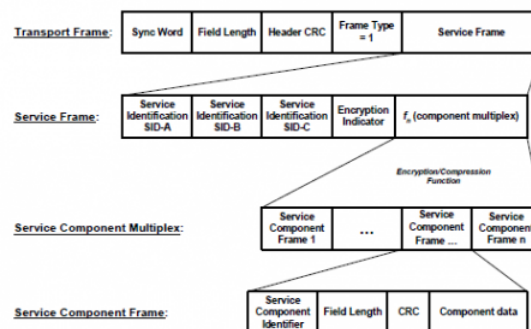 Transport Frame:
Sync Word
Field Length
Header CRC
Frame Type
= 1
Service Frame
Service Frame:
Service
Identification
SID-A
Service
Identification
SID-B
Service
Identification
SID-C
Encryption
Indicator
fn (component multiplex)
Encryption/Compression
Function
Service Component Multiplex:
Service
Component
Frame 1
...
Service
Component
Frame ...
Service
Component
Frame n
Service Component Frame:
Service
Component
Identifier
Field Length
CRC
Component data